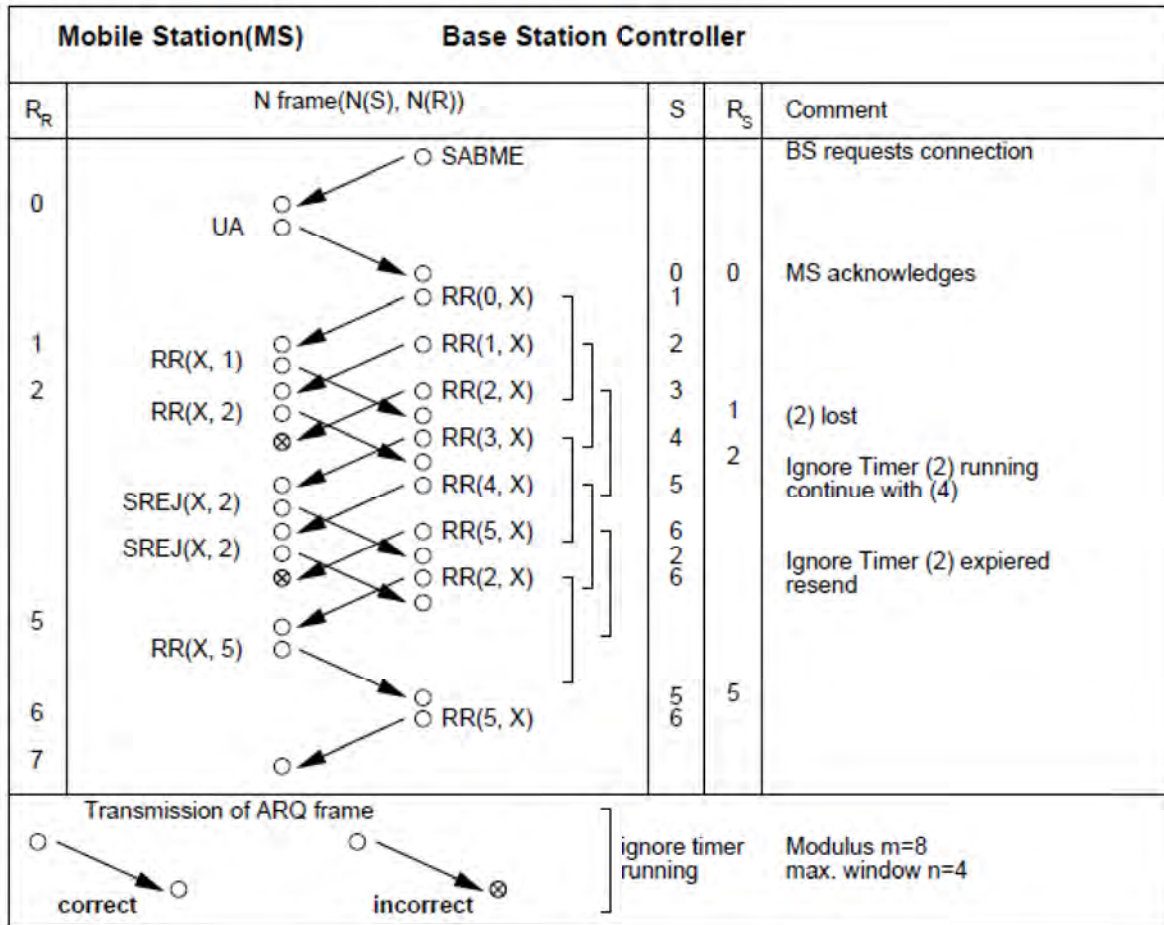 Mobile Station(MS) Base Station Controller
R_R N frame(N(S), N(R)) S R_S Comment
SABME BS requests connection
0
UA
0 0 MS acknowledges
RR(0, X) 1
1 RR(1, X) 2
RR(X, 1)
2 RR(2, X) 3
RR(X, 2) 1 (2) lost
RR(3, X) 4
2
Ignore Timer (2) running
RR(4, X) 5 continue with (4)
SREJ(X, 2)
RR(5, X) 6
SREJ(X, 2) 2 Ignore Timer (2) expiered
RR(2, X) 6 resend
5
RR(X, 5)
5 5
6 RR(5, X) 6
7
Transmission of ARQ frame
ignore timer Modulus m=8
running max. window n=4
correct incorrect